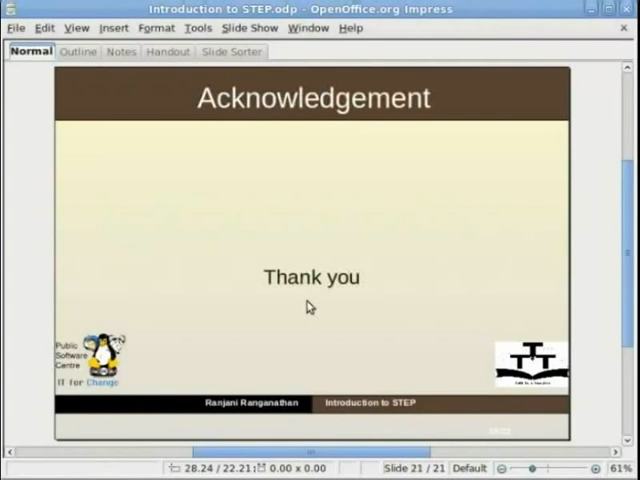 Introduction to STEP.odp - OpenOffice.org Impress
File Edit View Insert Format Tools Slide Show Window Help
Normal Outline Notes Handout Slide Sorter
Acknowledgement
Thank you
Public
Software
Centre
IT for Change
Ranjani Ranganathan Introduction to STEP
28.24 / 22.21 0.00 x 0.00 Slide 21 / 21 Default 61%